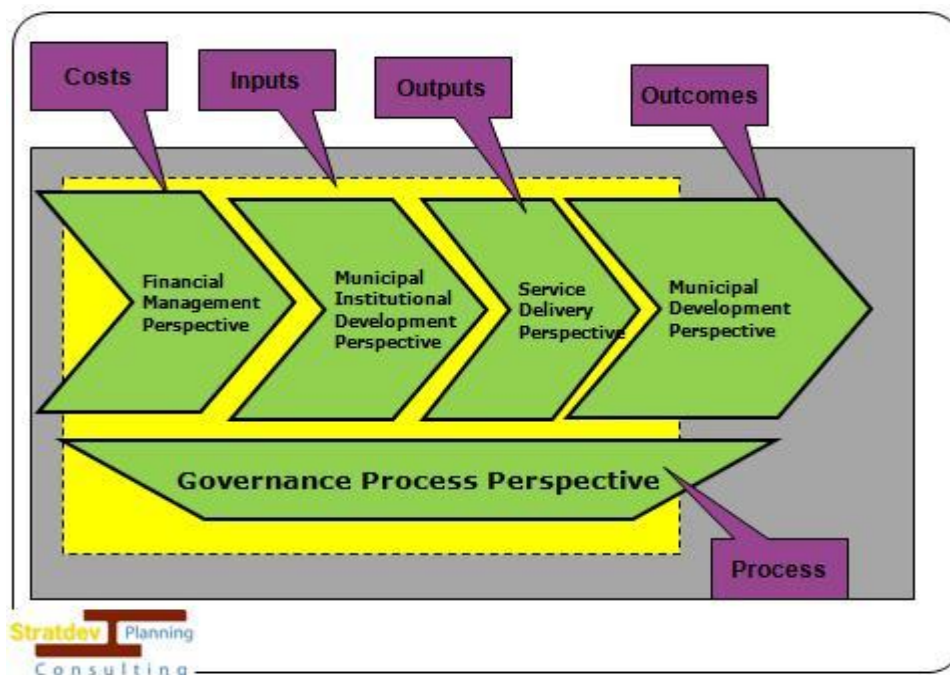 Costs
Inputs
Outputs
Outcomes
Financial
Management
Perspective
Municipal
Institutional
Development
Perspective
Service
Delivery
Perspective
Municipal
Development
Perspective
Governance Process Perspective
Process
Stratdev Planning
Consulting